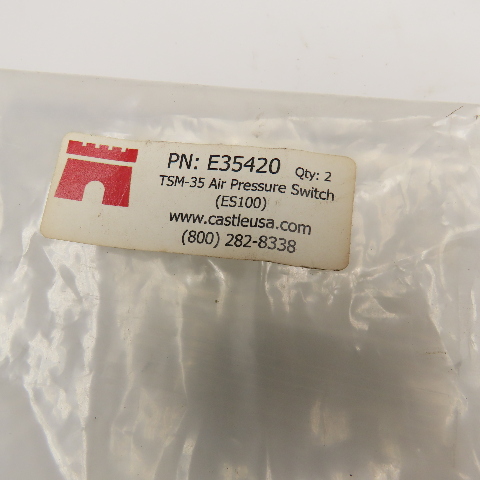 PN: E35420 Qty: 2
TSM-35 Air Pressure Switch
(ES100)
www.castleusa.com
(800) 282-8338